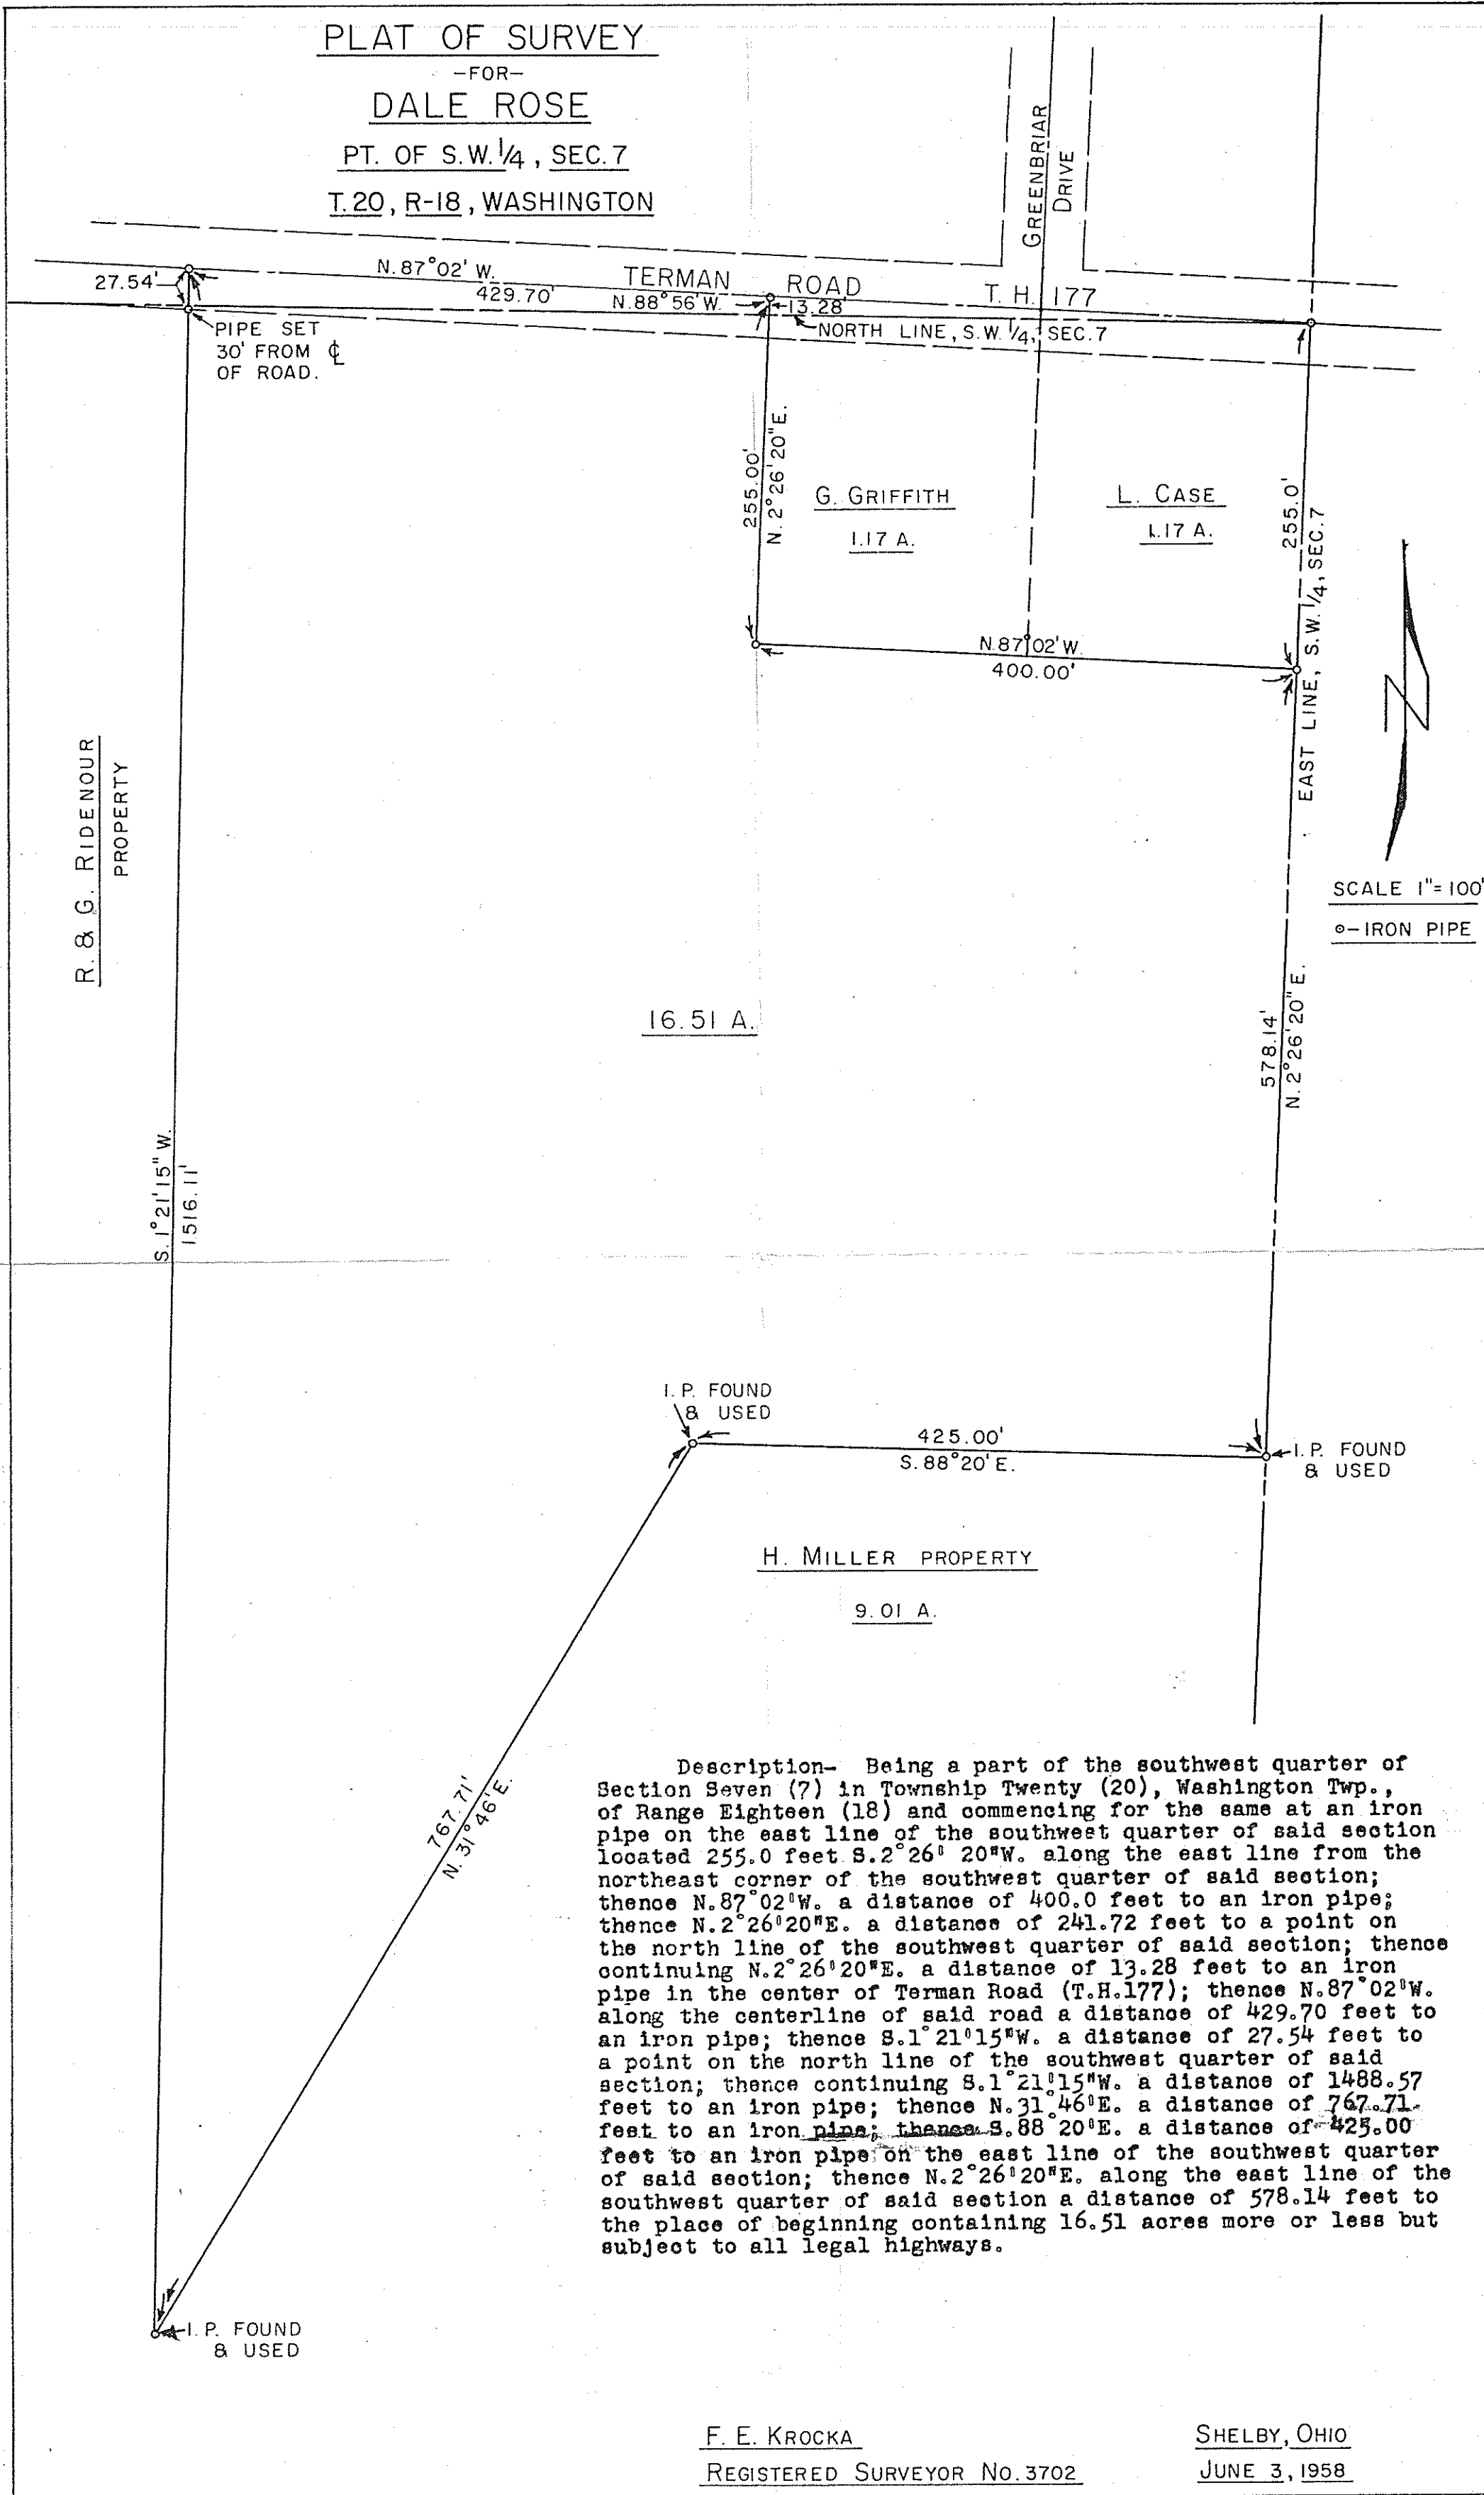 PLAT OF SURVEY
-FOR-
DALE ROSE
PT. OF S.W. 1/4, SEC. 7
T. 20, R-18, WASHINGTON
GREENBRIAR
DRIVE
27.54'
N. 87°02' W.
429.70'
TERMAN ROAD
N. 88°56' W.
13.28'
T. H. 177
NORTH LINE, S.W. 1/4, SEC. 7
PIPE SET
30' FROM ℄
OF ROAD.
255.00'
N. 2°26'20" E.
G. GRIFFITH
1.17 A.
L. CASE
1.17 A.
255.0'
EAST LINE, S.W. 1/4, SEC. 7
N. 87°02' W.
400.00'
N
R. & G. RIDENOUR
PROPERTY
SCALE 1"= 100'
⊙-IRON PIPE
16.51 A.
578.14'
N. 2°26'20" E.
S. 1°21'15" W.
1516.11'
I. P. FOUND
& USED
425.00'
S. 88°20' E.
I. P. FOUND
& USED
H. MILLER PROPERTY
9.01 A.
767.71'
N. 31°46' E.
Description- Being a part of the southwest quarter of
Section Seven (7) in Township Twenty (20), Washington Twp.,
of Range Eighteen (18) and commencing for the same at an iron
pipe on the east line of the southwest quarter of said section
located 255.0 feet S.2°26' 20"W. along the east line from the
northeast corner of the southwest quarter of said section;
thence N.87°02'W. a distance of 400.0 feet to an iron pipe;
thence N.2°26'20"E. a distance of 241.72 feet to a point on
the north line of the southwest quarter of said section; thence
continuing N.2°26'20"E. a distance of 13.28 feet to an iron
pipe in the center of Terman Road (T.H.177); thence N.87°02'W.
along the centerline of said road a distance of 429.70 feet to
an iron pipe; thence S.1°21'15"W. a distance of 27.54 feet to
a point on the north line of the southwest quarter of said
section; thence continuing S.1°21'15"W. a distance of 1488.57
feet to an iron pipe; thence N.31°46'E. a distance of 767.71
feet to an iron pipe; thence S.88°20'E. a distance of 425.00
feet to an iron pipe on the east line of the southwest quarter
of said section; thence N.2°26'20"E. along the east line of the
southwest quarter of said section a distance of 578.14 feet to
the place of beginning containing 16.51 acres more or less but
subject to all legal highways.
I. P. FOUND
& USED
F. E. KROCKA
REGISTERED SURVEYOR NO. 3702
SHELBY, OHIO
JUNE 3, 1958